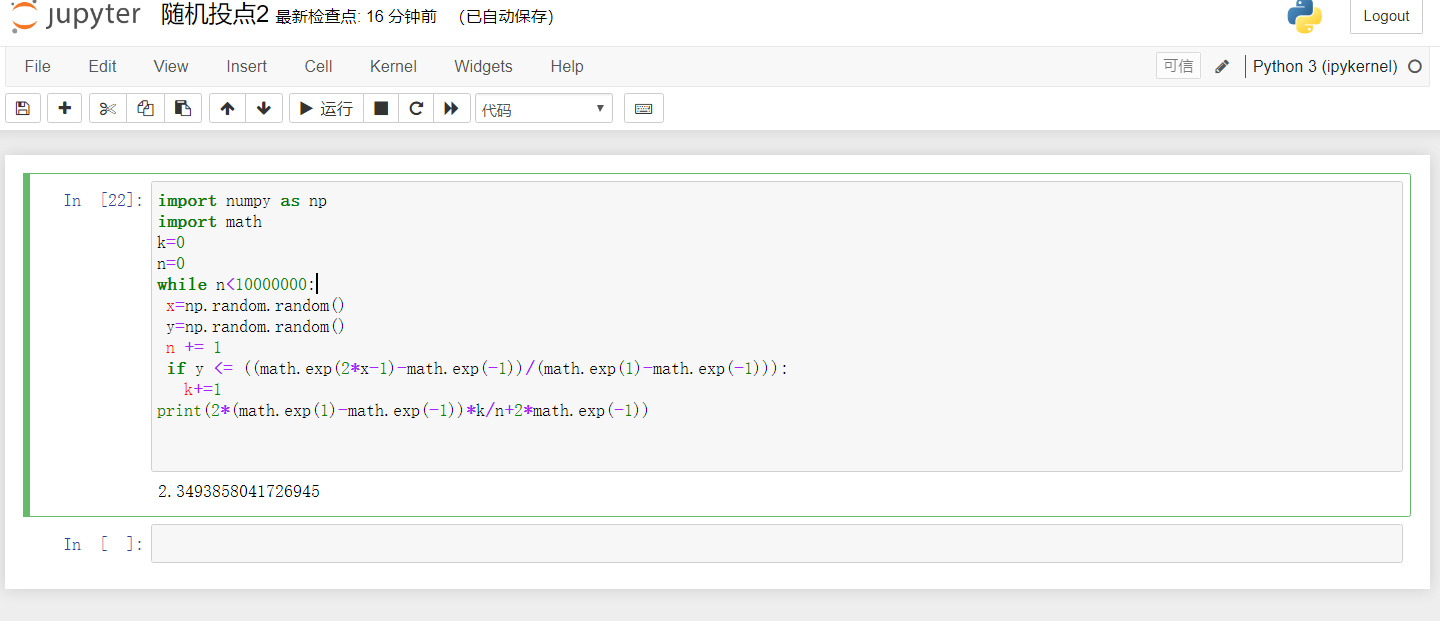 jupyter 随机投点2 最新检查点: 16 分钟前 (已自动保存) Logout
File Edit View Insert Cell Kernel Widgets Help 可信 Python 3 (ipykernel)
运行 代码
In [22]:
import numpy as np
import math
k=0
n=0
while n<10000000:
 x=np.random.random()
 y=np.random.random()
 n += 1
 if y <= ((math.exp(2*x-1)-math.exp(-1))/(math.exp(1)-math.exp(-1))):
   k+=1
print(2*(math.exp(1)-math.exp(-1))*k/n+2*math.exp(-1))
2.3493858041726945
In [ ]: